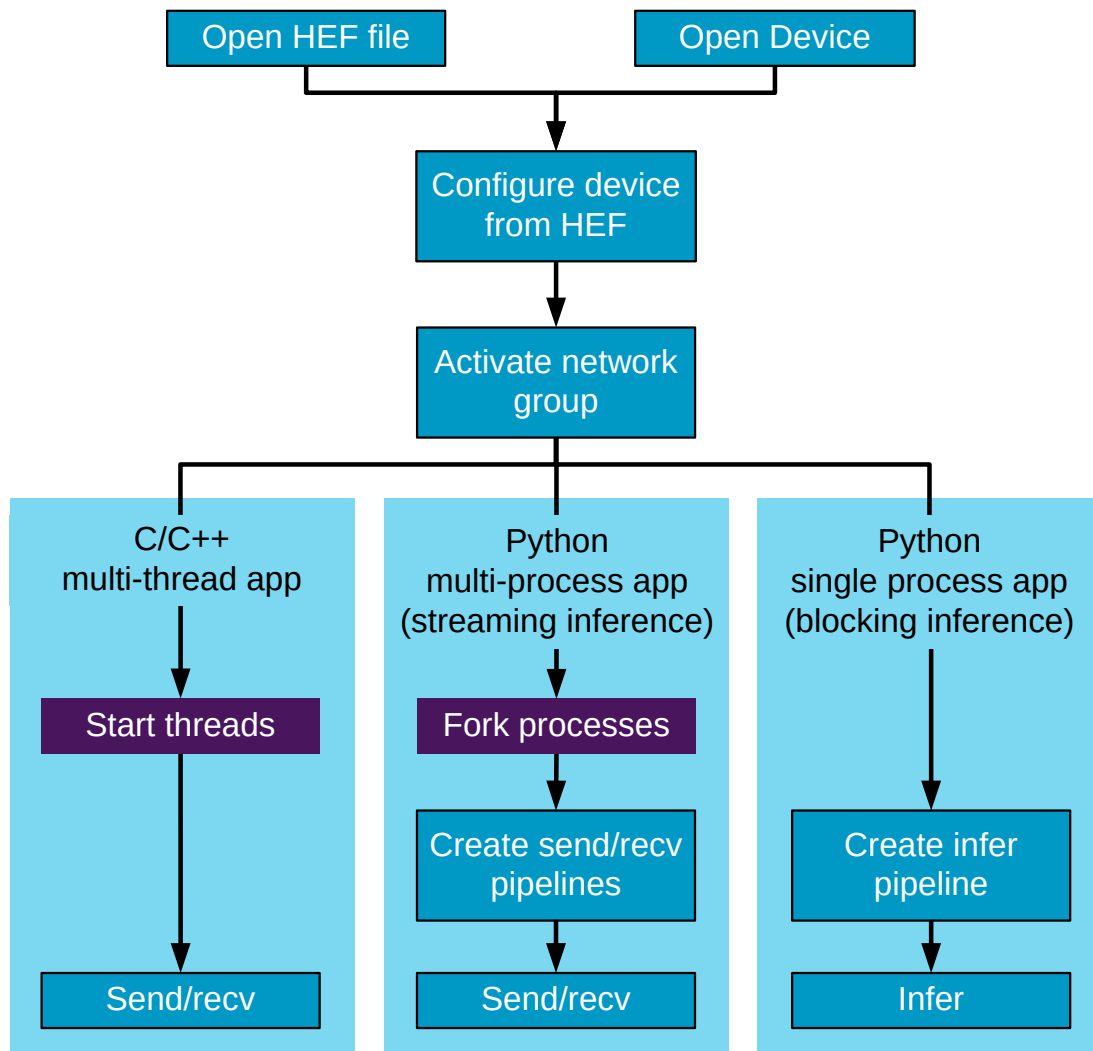 Open HEF file
Open Device
Configure device
from HEF
Activate network
group
C/C++
multi-thread app
Start threads
Send/recv
Python
multi-process app
(streaming inference)
Fork processes
Create send/recv
pipelines
Send/recv
Python
single process app
(blocking inference)
Create infer
pipeline
Infer